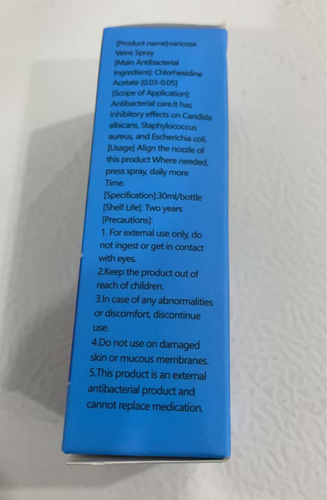 [Product name]:varicose
Veins Spray
[Main Antibacterial
Ingredient]: Chlorhexidine
Acetate [0.03-0.05]
[Scope of Application]:
Antibacterial care.It has
inhibitory effects on Candida
albicans, Staphylococcus
aureus, and Escherichia coli.
[Usage] Align the nozzle of
this product Where needed,
press spray, daily more
Time.
[Specification]:30ml/bottle
[Shelf Life]: Two years
[Precautions]:
1. For external use only, do
not ingest or get in contact
with eyes.
2.Keep the product out of
reach of children.
3.In case of any abnormalities
or discomfort, discontinue
use.
4.Do not use on damaged
skin or mucous membranes.
5.This product is an external
antibacterial product and
cannot replace medication.